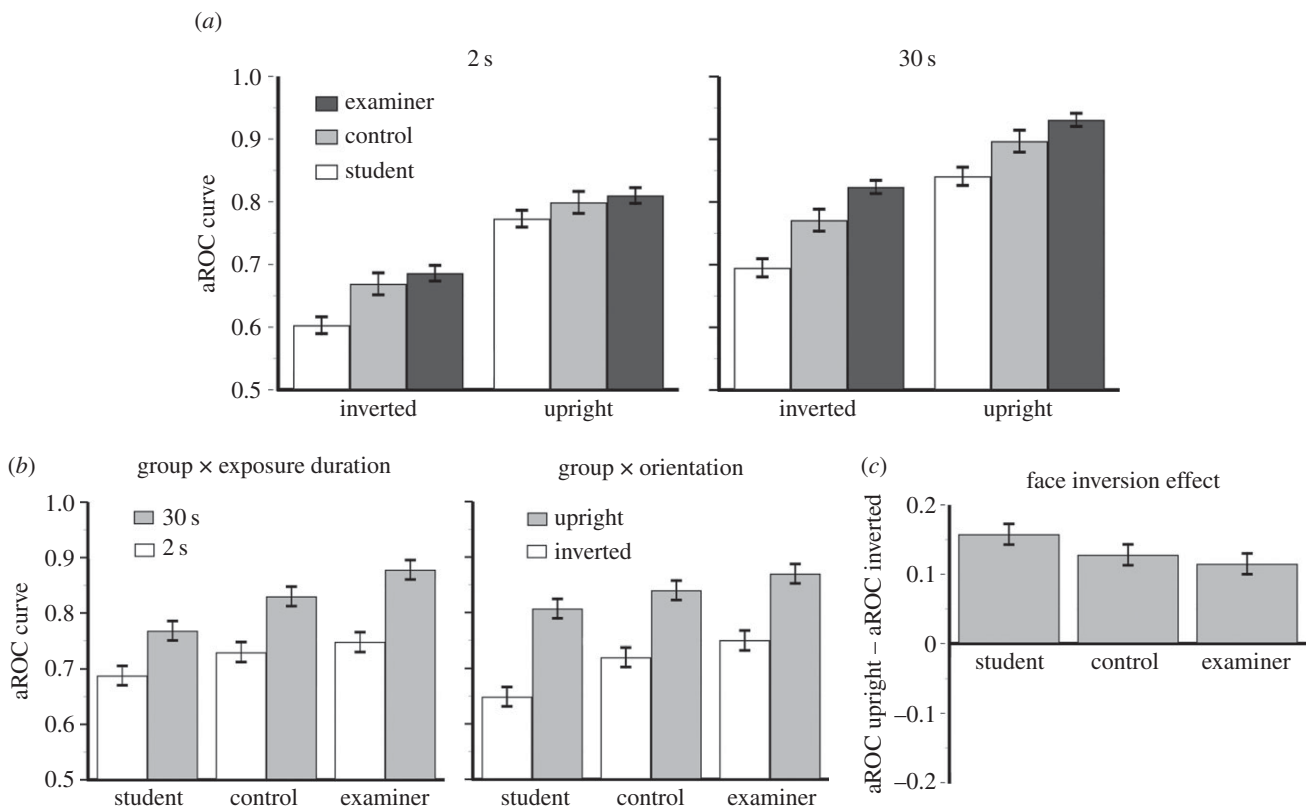 (a)
2 s
30 s
1.0
0.9
0.8
0.7
0.6
0.5
aROC curve
examiner
control
student
inverted
upright
inverted
upright
(b)
group × exposure duration
group × orientation
1.0
0.9
0.8
0.7
0.6
0.5
aROC curve
30 s
2 s
upright
inverted
student
control
examiner
student
control
examiner
(c)
face inversion effect
0.2
0.1
0
–0.1
–0.2
aROC upright – aROC inverted
student
control
examiner